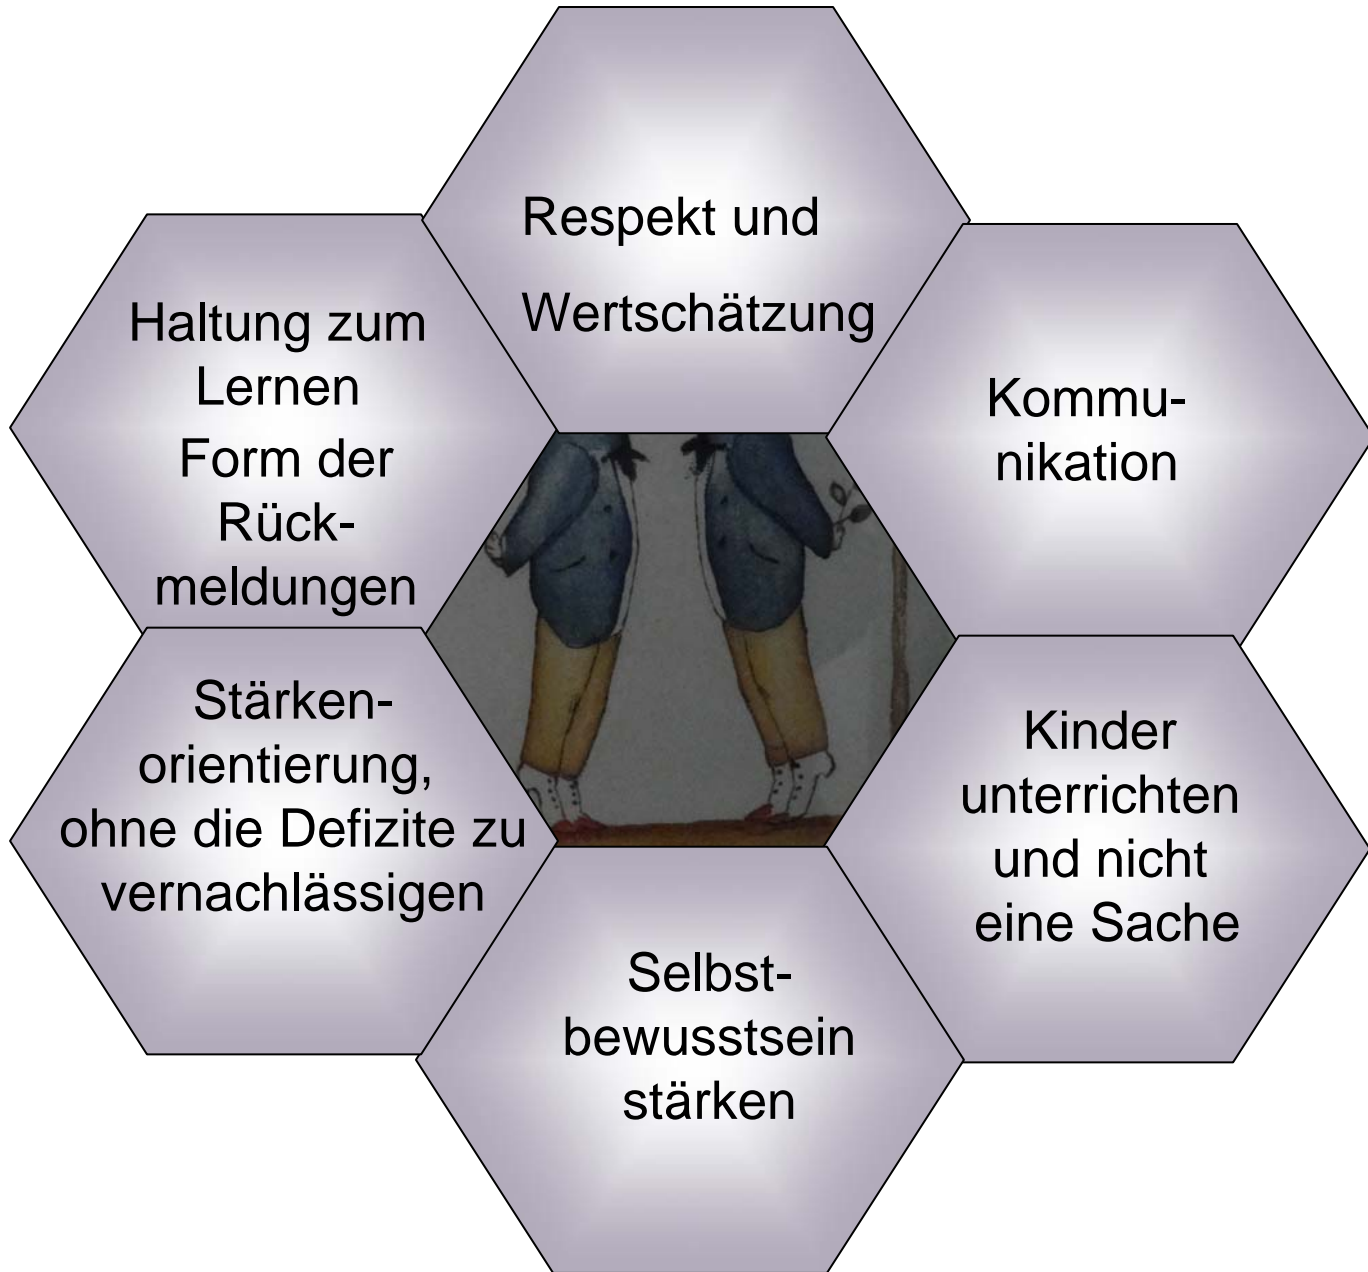 Respekt und
Wertschätzung
Haltung zum
Lernen
Form der
Rück-
meldungen
Kommu-
nikation
Stärken-
orientierung,
ohne die Defizite zu
vernachlässigen
Kinder
unterrichten
und nicht
eine Sache
Selbst-
bewusstsein
stärken